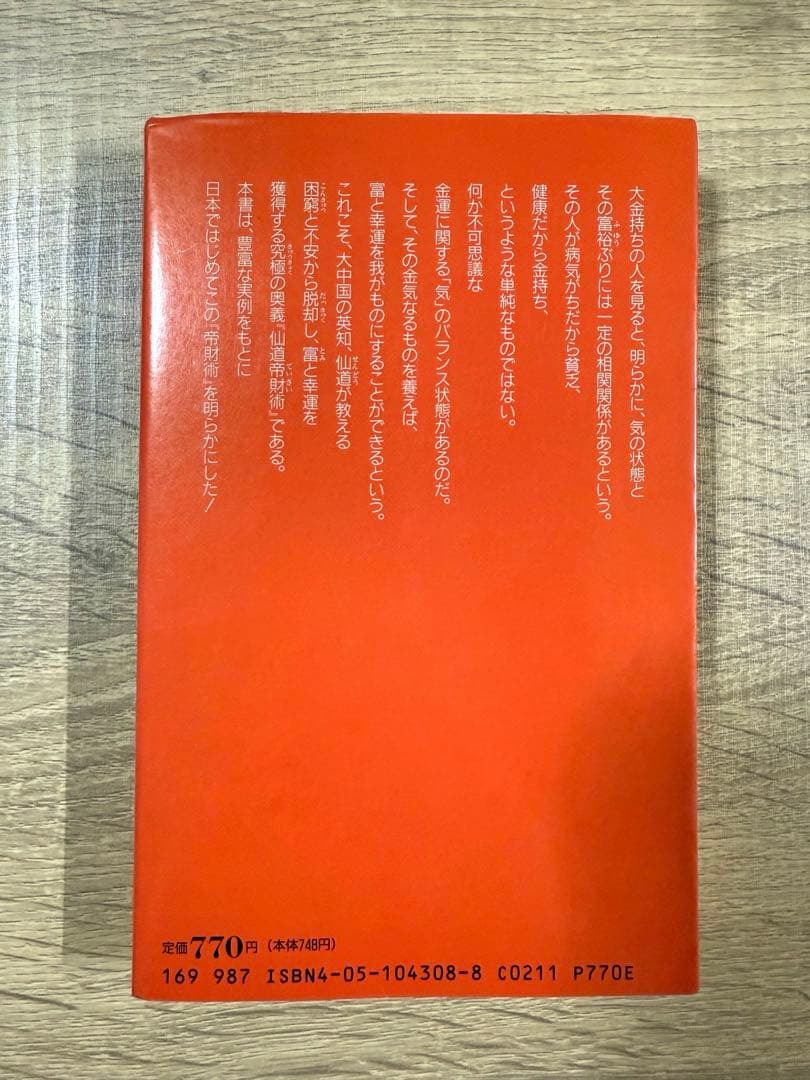 大金持ちの人を見ると、明らかに、気の状態と
その富裕ぶりには一定の相関関係があるという。
その人が病気がちだから貧乏、
健康だから金持ち、
というような単純なものではない。
何か不可思議な
金運に関する「気」のバランス状態があるのだ。
そして、その金気なるものを養えば、
富と幸運を我がものにすることができるという。
これこそ、大中国の英知、仙道が教える
困窮と不安から脱却し、富と幸運を
獲得する究極の奥義『仙道帝財術』である。
本書は、豊富な実例をもとに
日本ではじめてこの『帝財術』を明らかにした!
定価770円(本体748円)
169 987 ISBN4-05-104308-8 C0211 P770E